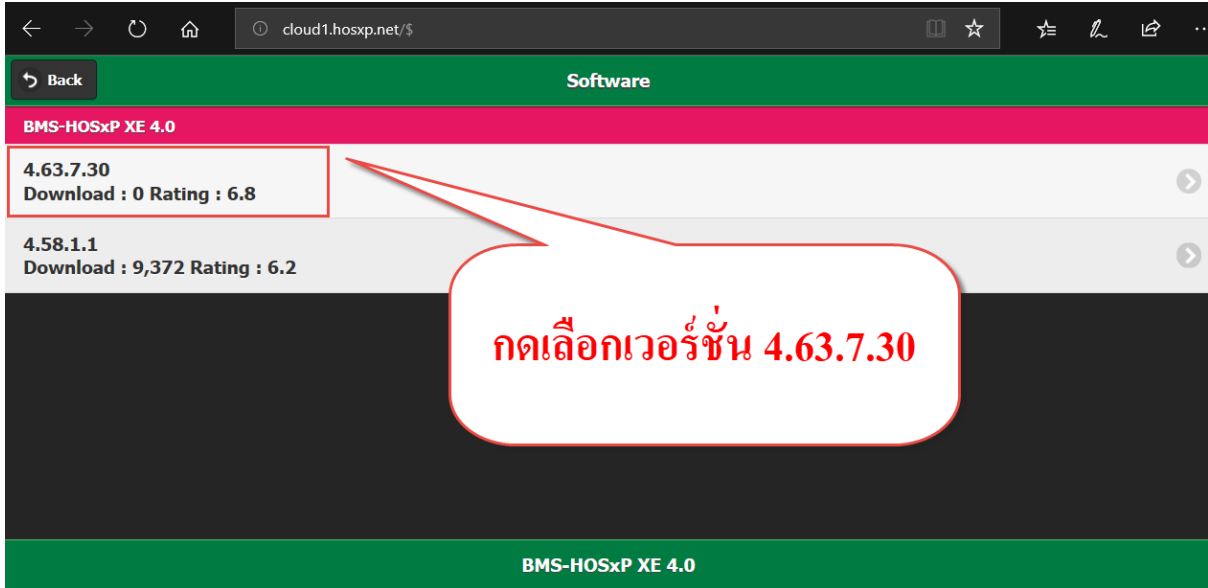 cloud1.hosxp.net/$
Back
Software
BMS-HOSxP XE 4.0
4.63.7.30
Download : 0 Rating : 6.8
4.58.1.1
Download : 9,372 Rating : 6.2
กดเลือกเวอร์ชั่น 4.63.7.30
BMS-HOSxP XE 4.0